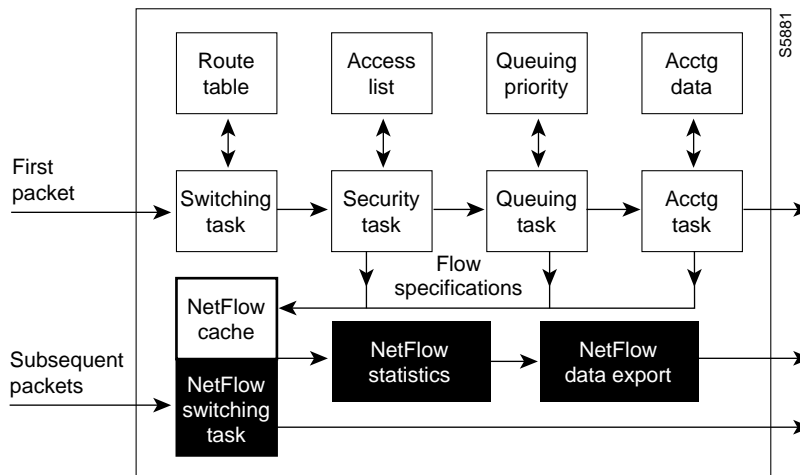 S5881
Route
table
Access
list
Queuing
priority
Acctg
data
First
packet
Switching
task
Security
task
Queuing
task
Acctg
task
Flow
specifications
NetFlow
cache
Subsequent
packets
NetFlow
switching
task
NetFlow
statistics
NetFlow
data export